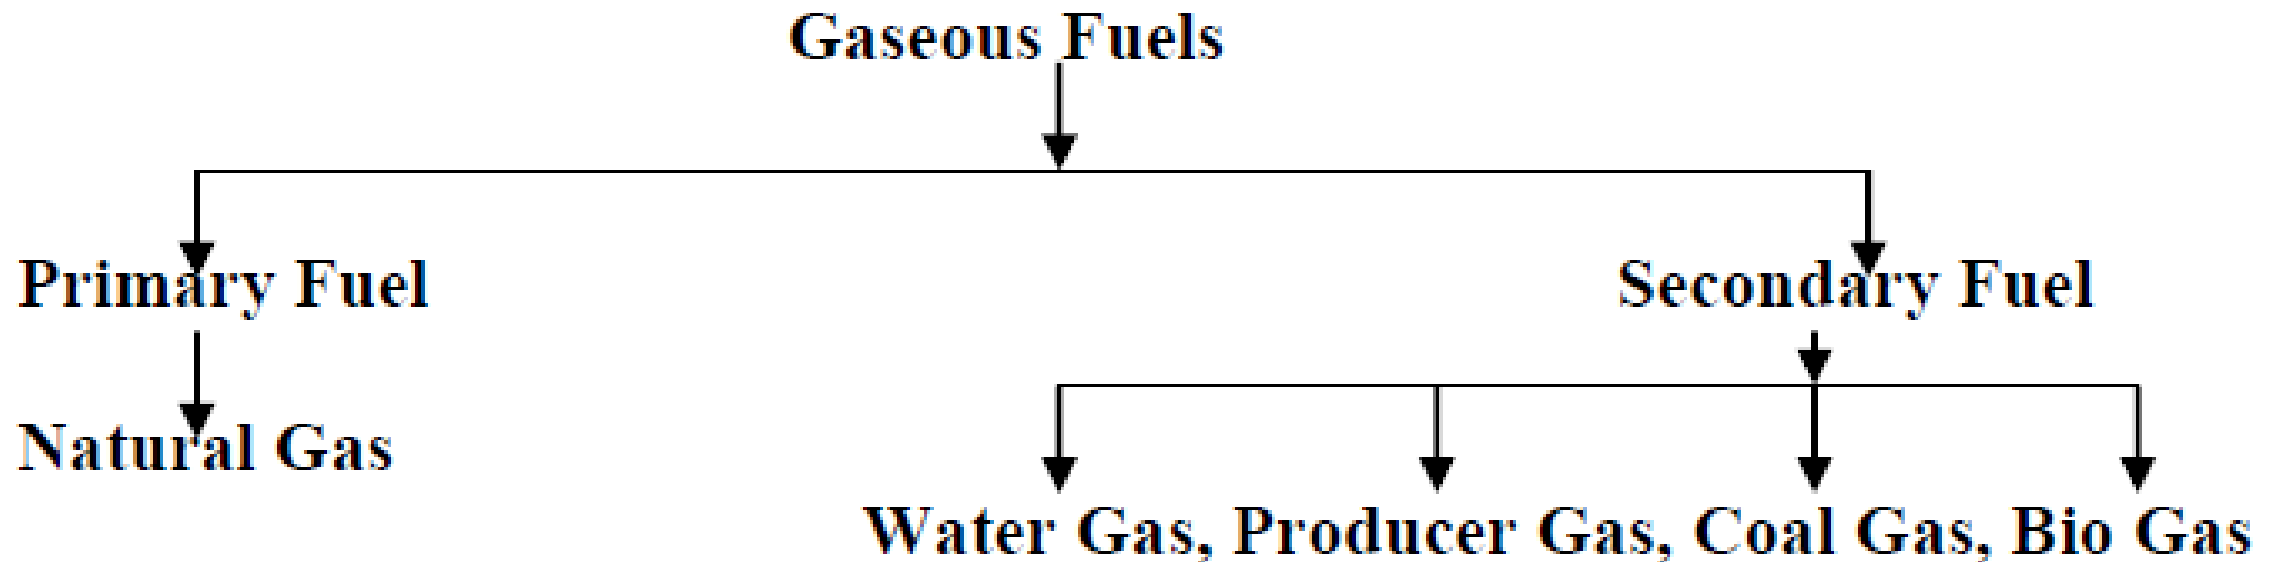 Gaseous Fuels
Primary Fuel
Secondary Fuel
Natural Gas
Water Gas, Producer Gas, Coal Gas, Bio Gas